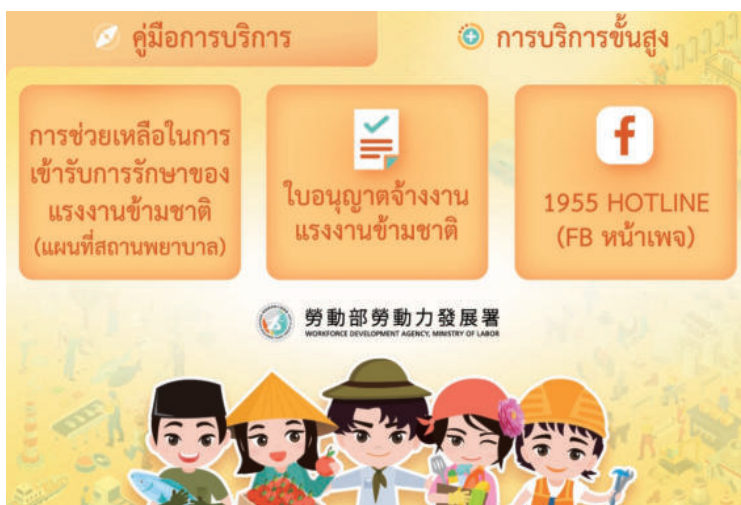 คู่มือการบริการ
การบริการขั้นสูง
การช่วยเหลือในการ
เข้ารับการรักษาของ
แรงงานข้ามชาติ
(แผนที่สถานพยาบาล)
ใบอนุญาตจ้างงาน
แรงงานข้ามชาติ
f
1955 HOTLINE
(FB หน้าเพจ)
勞動部勞動力發展署
WORKFORCE DEVELOPMENT AGENCY, MINISTRY OF LABOR